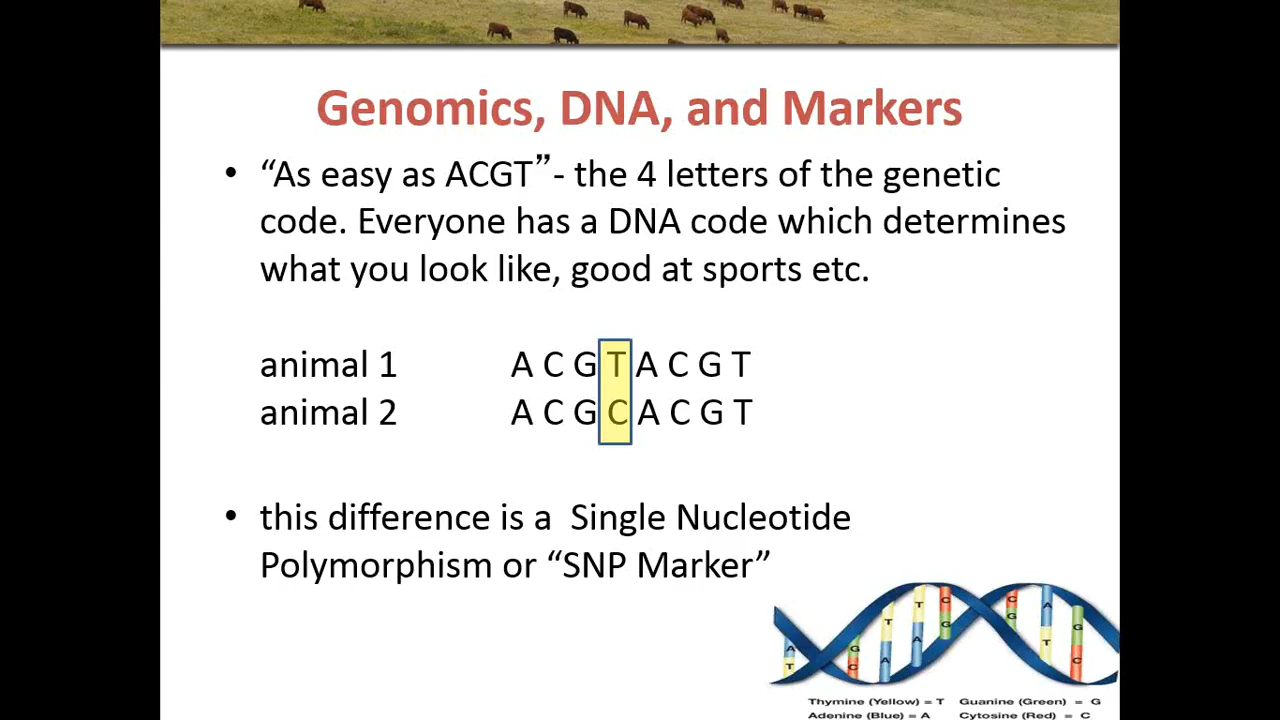 Genomics, DNA, and Markers
• “As easy as ACGT”- the 4 letters of the genetic
code. Everyone has a DNA code which determines
what you look like, good at sports etc.
animal 1 A C G T A C G T
animal 2 A C G C A C G T
• this difference is a Single Nucleotide
Polymorphism or “SNP Marker”
A T
G C
T A
T A
C G
C G
A T
G C
Thymine (Yellow) = T Guanine (Green) = G
Adenine (Blue) = A Cytosine (Red) = C